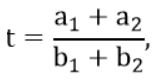 t = (a₁ + a₂) / (b₁ + b₂),